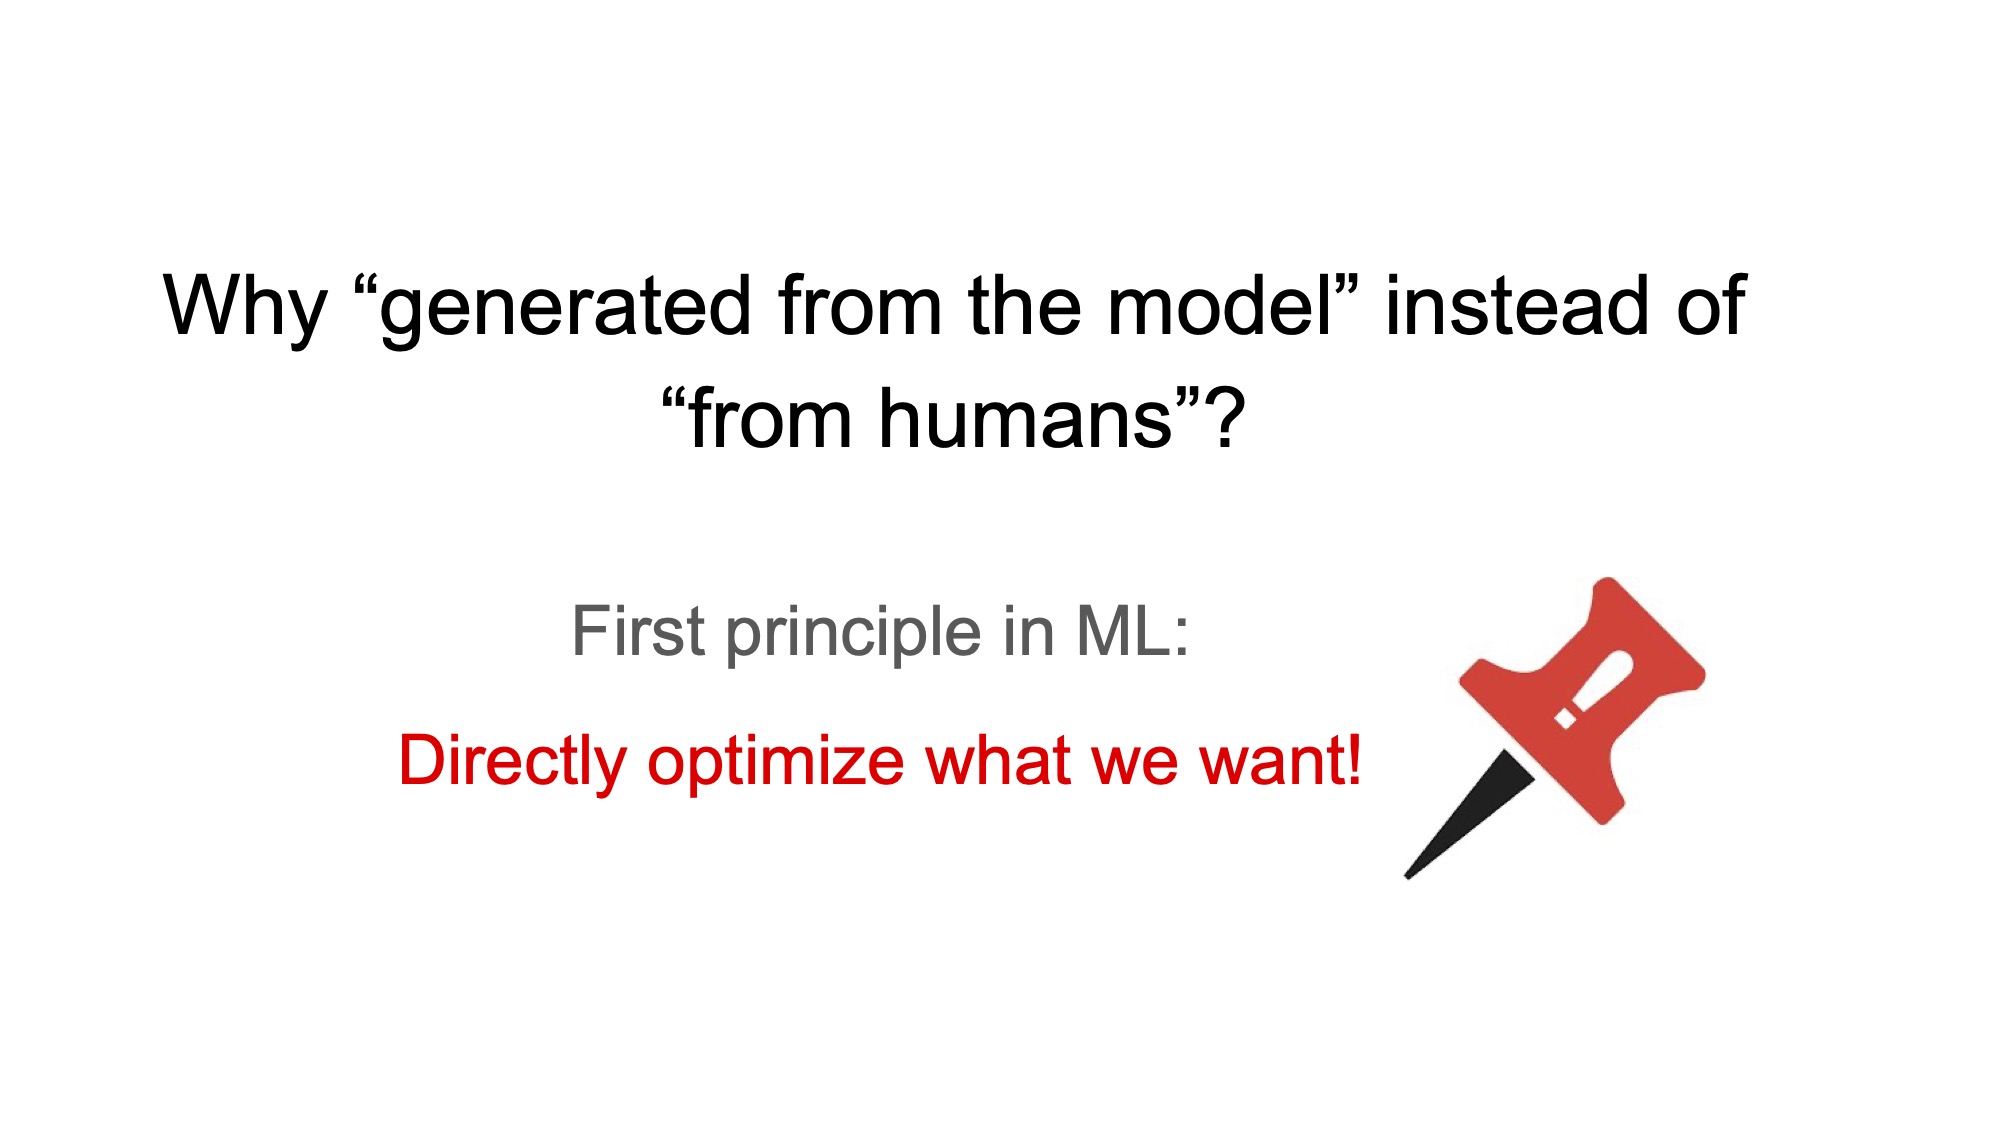 Why “generated from the model” instead of
“from humans”?
First principle in ML:
Directly optimize what we want!